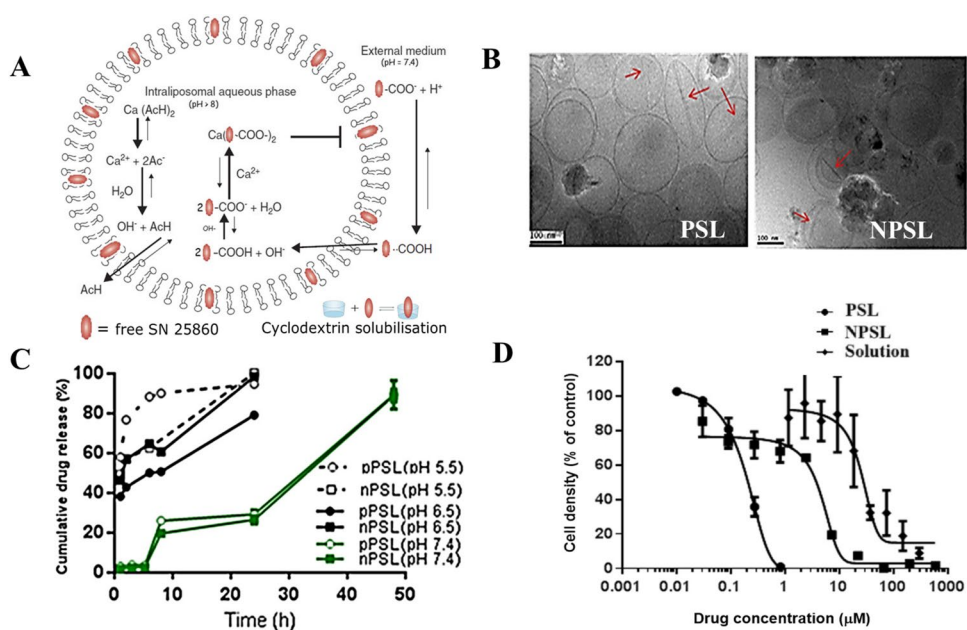 A
Intraliposomal aqueous phase
(pH > 8)
Ca (AcH)₂
Ca²⁺ + 2Ac⁻
H₂O
OH⁻ + AcH
AcH
Ca( -COO-)₂
Ca²⁺
2 -COO⁻ + H₂O
OH⁻
2 -COOH + OH⁻
External medium
(pH = 7.4)
-COO⁻ + H⁺
-COOH
= free SN 25860
+ =
Cyclodextrin solubilisation
B
100 nm
PSL
100 nm
NPSL
C
Cumulative drug release (%)
120
100
80
60
40
20
0
0 10 20 30 40 50
Time (h)
pPSL(pH 5.5)
nPSL(pH 5.5)
pPSL(pH 6.5)
nPSL(pH 6.5)
pPSL(pH 7.4)
nPSL(pH 7.4)
D
PSL
NPSL
Solution
Cell density (% of control)
120
100
80
60
40
20
0
0.001 0.01 0.1 1 10 100 1000
Drug concentration (µM)